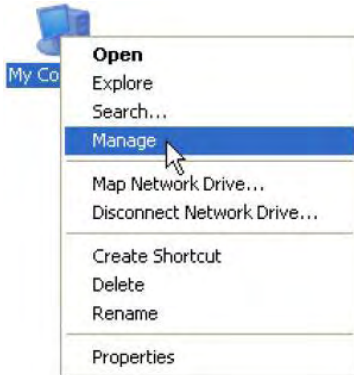 My Co
Open
Explore
Search...
Manage
Map Network Drive...
Disconnect Network Drive...
Create Shortcut
Delete
Rename
Properties